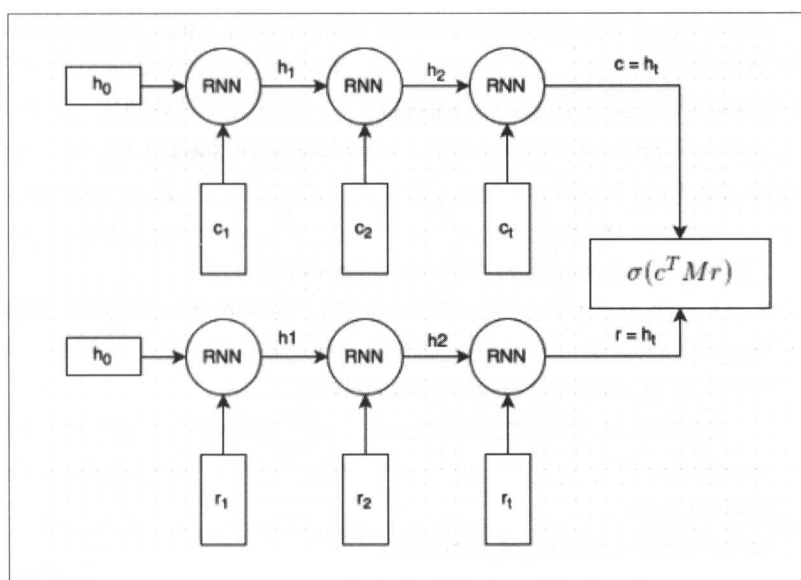 h₀ RNN h₁ RNN h₂ RNN c = hₜ
c₁ c₂ cₜ
σ(cᵀMr)
h₀ RNN h1 RNN h2 RNN r = hₜ
r₁ r₂ rₜ